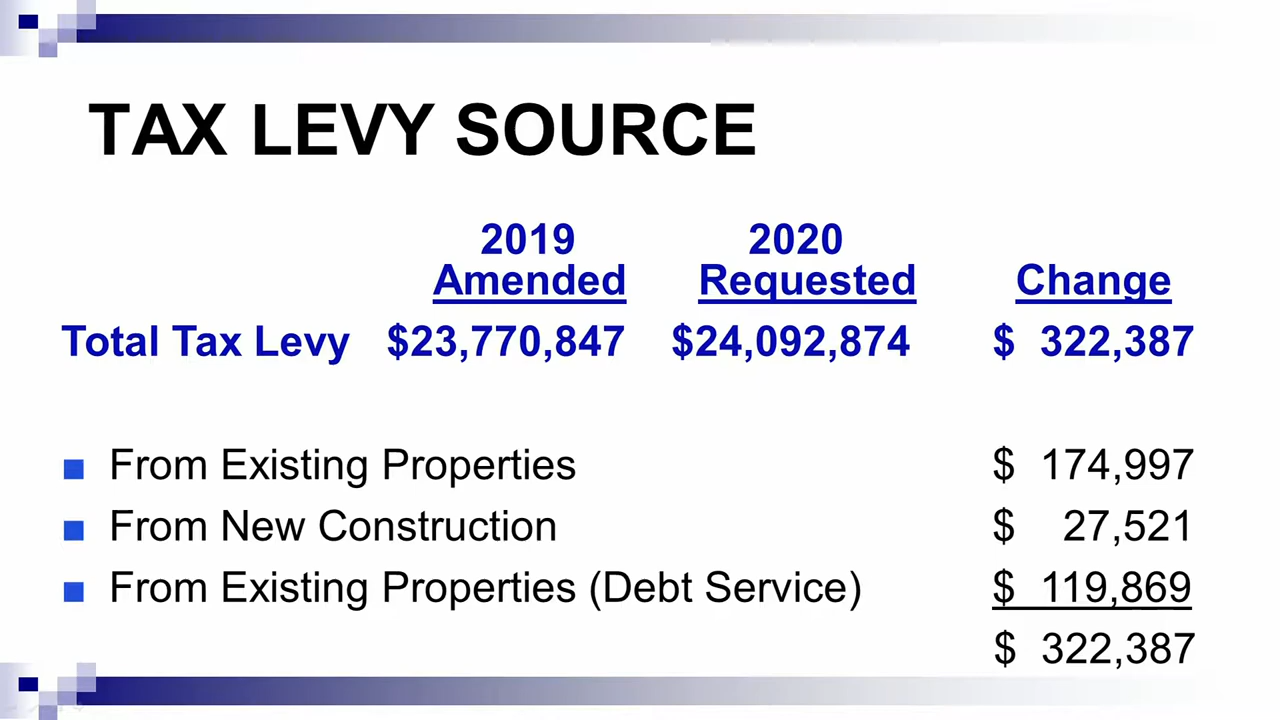 TAX LEVY SOURCE
2019 2020
Amended Requested Change
Total Tax Levy $23,770,847 $24,092,874 $ 322,387
■ From Existing Properties $ 174,997
■ From New Construction $ 27,521
■ From Existing Properties (Debt Service) $ 119,869
$ 322,387